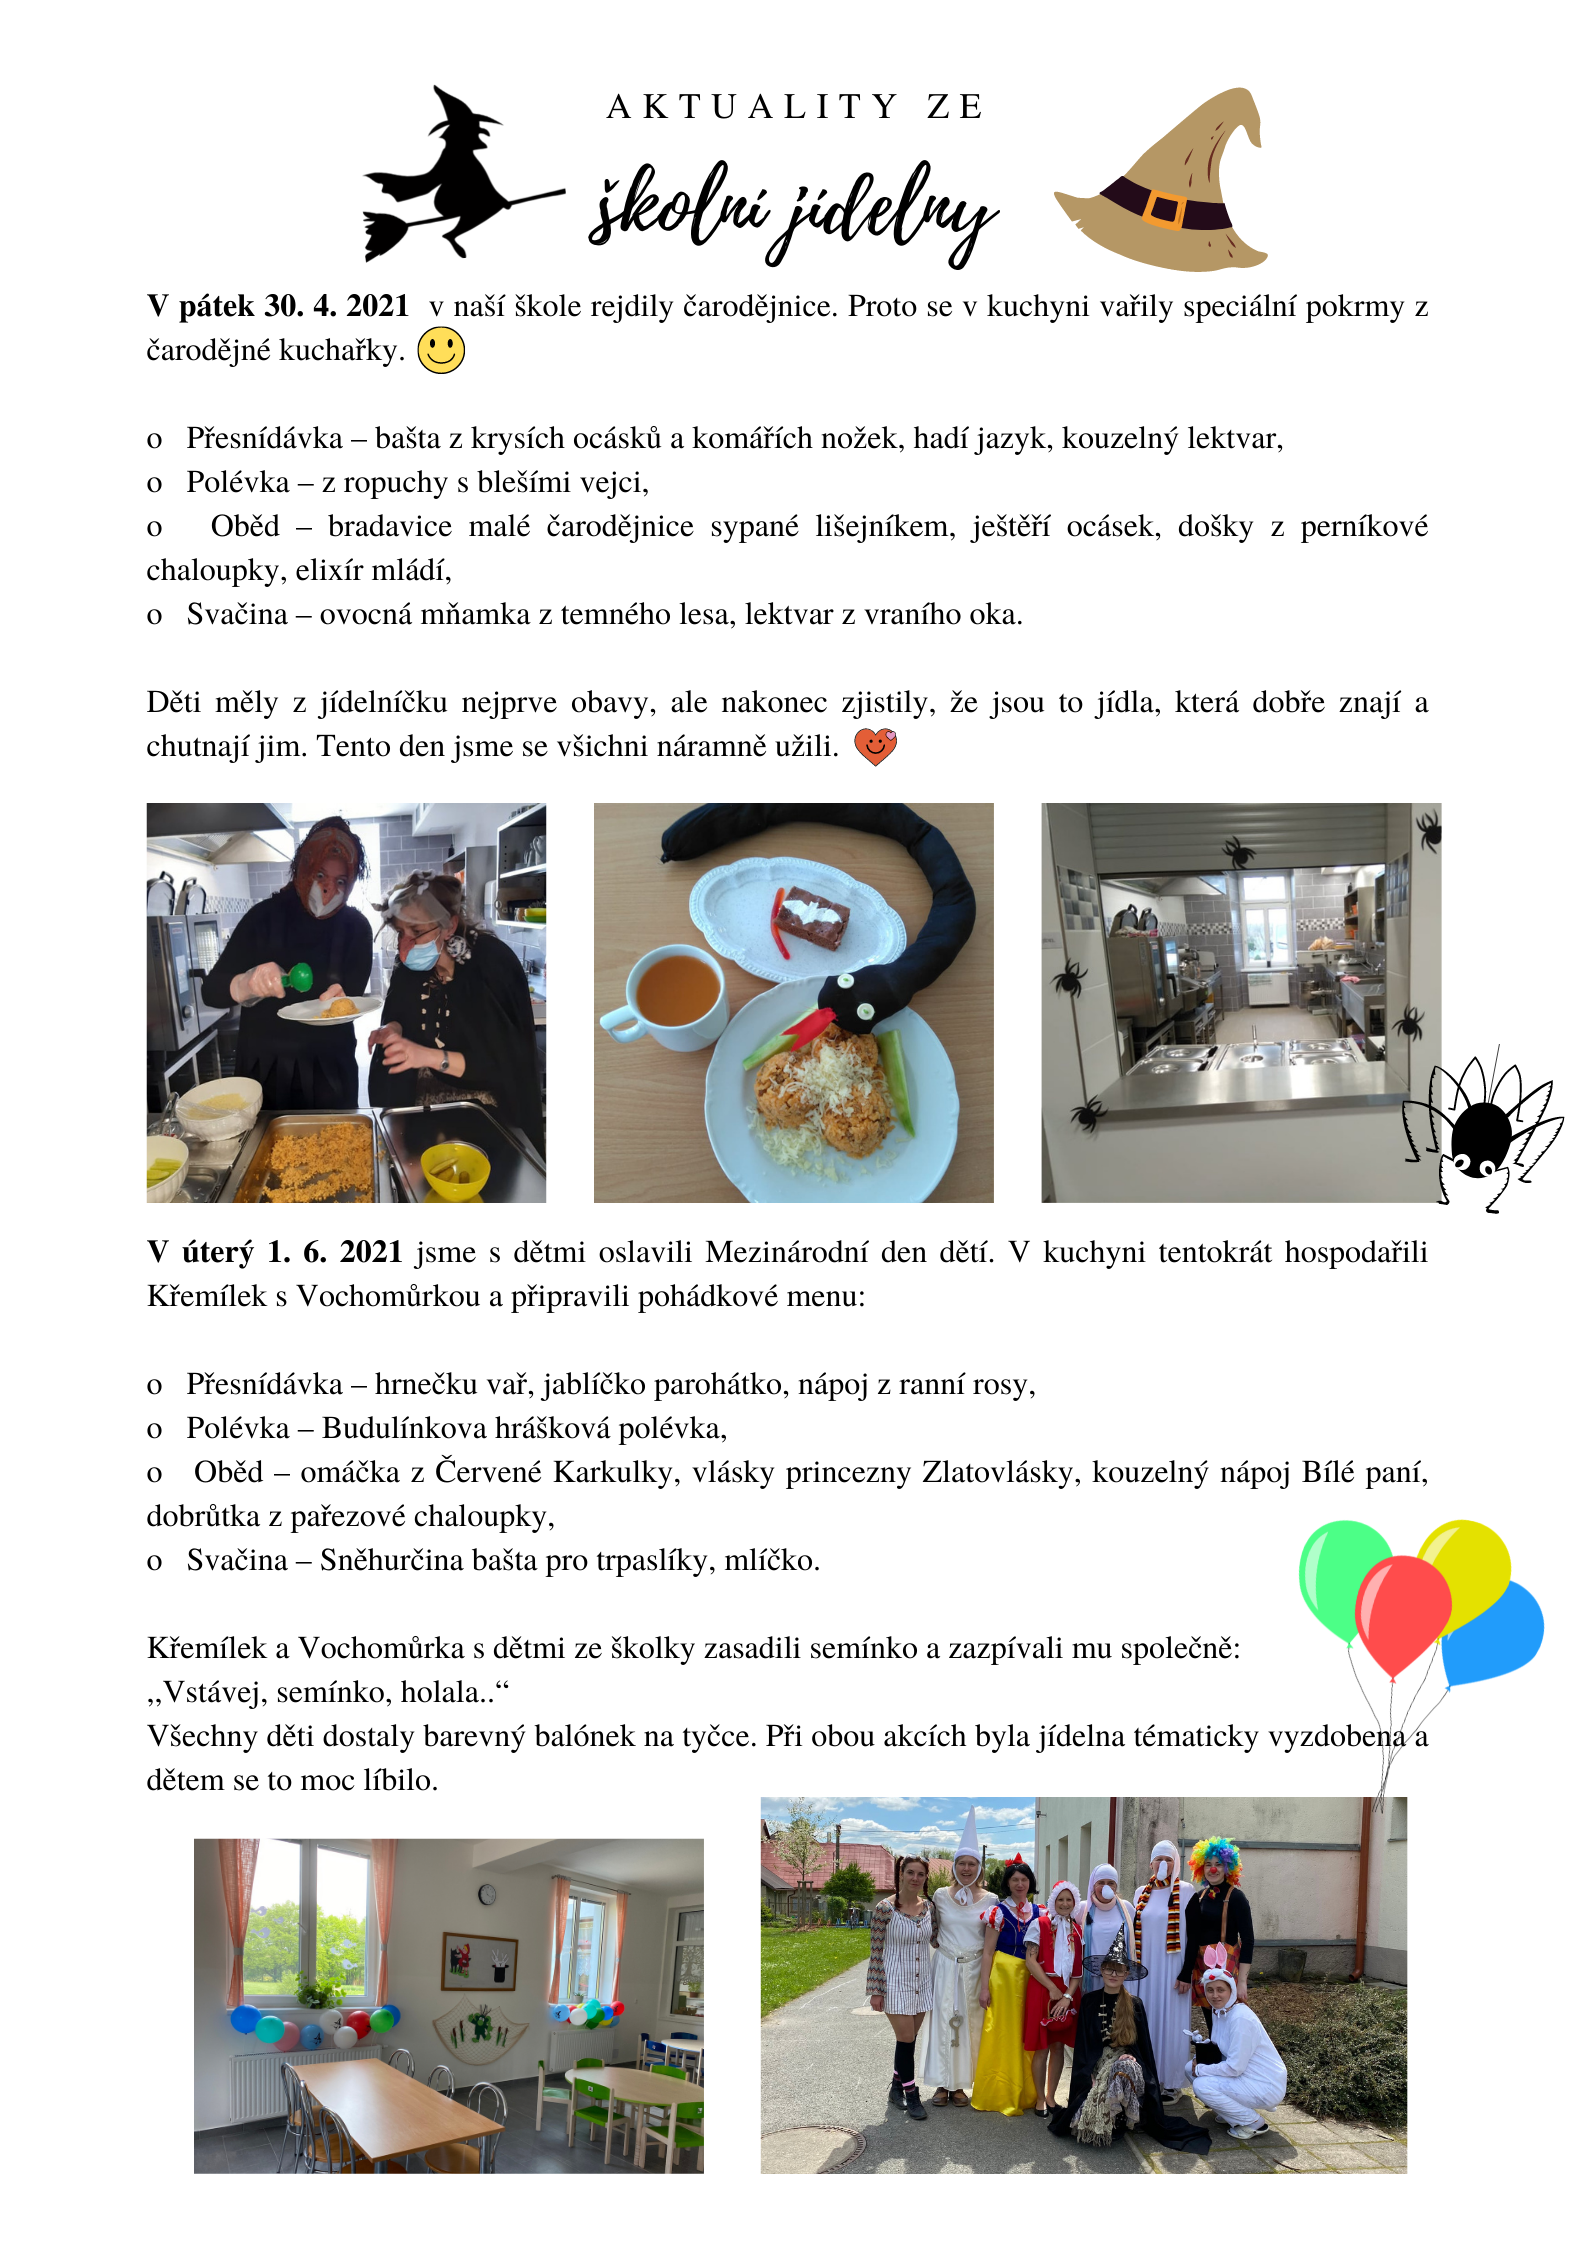 AKTUALITY ZE
školní jídelny
V pátek 30. 4. 2021 v naší škole rejdily čarodějnice. Proto se v kuchyni vařily speciální pokrmy z
čarodějné kuchařky.
o Přesnídávka – bašta z krysích ocásků a komářích nožek, hadí jazyk, kouzelný lektvar,
o Polévka – z ropuchy s blešími vejci,
o Oběd – bradavice malé čarodějnice sypané lišejníkem, ještěří ocásek, došky z perníkové
chaloupky, elixír mládí,
o Svačina – ovocná mňamka z temného lesa, lektvar z vraního oka.
Děti měly z jídelníčku nejprve obavy, ale nakonec zjistily, že jsou to jídla, která dobře znají a
chutnají jim. Tento den jsme se všichni náramně užili.
V úterý 1. 6. 2021 jsme s dětmi oslavili Mezinárodní den dětí. V kuchyni tentokrát hospodařili
Křemílek s Vochomůrkou a připravili pohádkové menu:
o Přesnídávka – hrnečku vař, jablíčko parohátko, nápoj z ranní rosy,
o Polévka – Budulínkova hrášková polévka,
o Oběd – omáčka z Červené Karkulky, vlásky princezny Zlatovlásky, kouzelný nápoj Bílé paní,
dobrůtka z pařezové chaloupky,
o Svačina – Sněhurčina bašta pro trpaslíky, mlíčko.
Křemílek a Vochomůrka s dětmi ze školky zasadili semínko a zazpívali mu společně:
,,Vstávej, semínko, holala..“
Všechny děti dostaly barevný balónek na tyčce. Při obou akcích byla jídelna tématicky vyzdobena a
dětem se to moc líbilo.